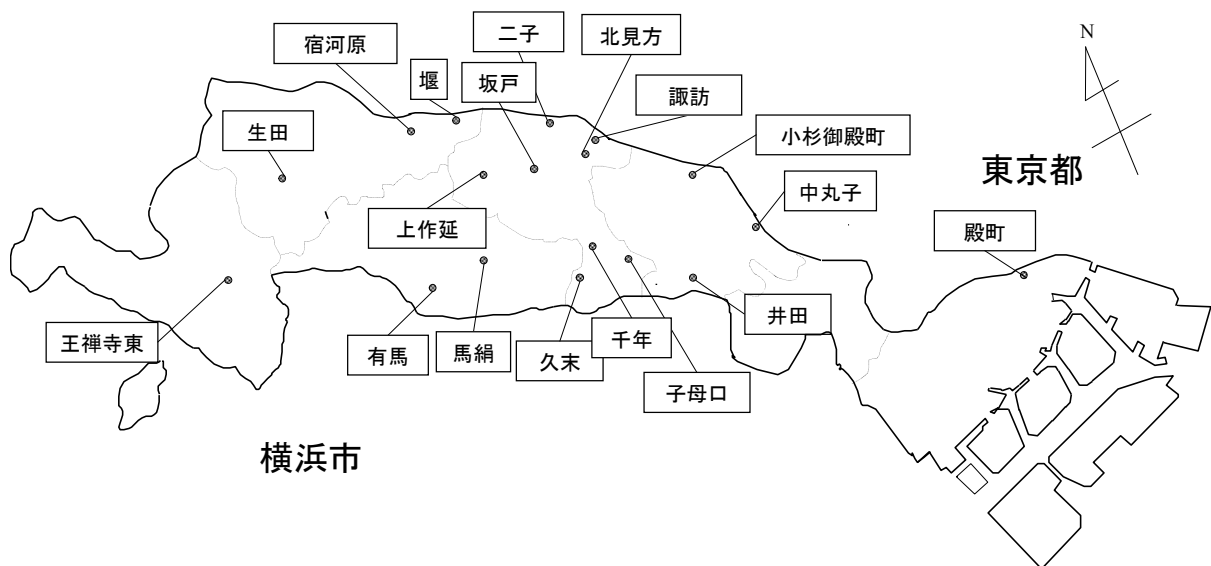 二子
北見方
宿河原
堰
坂戸
諏訪
N
生田
小杉御殿町
東京都
中丸子
上作延
殿町
王禅寺東
有馬
馬絹
久末
千年
井田
子母口
横浜市